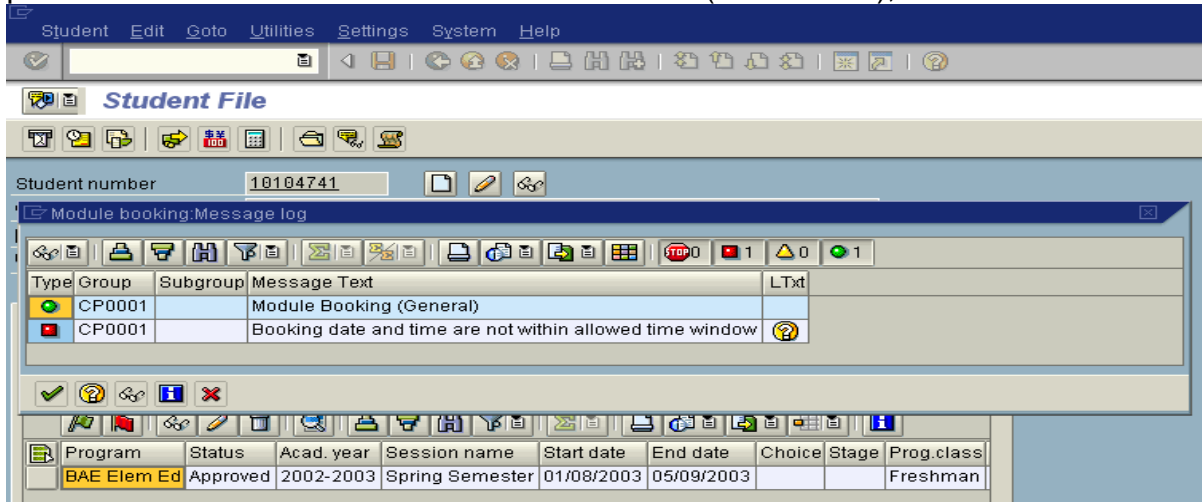 Student Edit Goto Utilities Settings System Help
Student File
Student number 10104741
Module booking:Message log
STOP 0 1 0 1
Type Group Subgroup Message Text LTxt
CP0001 Module Booking (General)
CP0001 Booking date and time are not within allowed time window
Program Status Acad. year Session name Start date End date Choice Stage Prog.class
BAE Elem Ed Approved 2002-2003 Spring Semester 01/08/2003 05/09/2003 Freshman